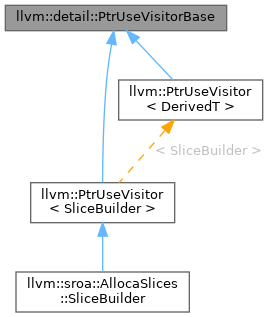 llvm::detail::PtrUseVisitorBase
llvm::PtrUseVisitor
< DerivedT >
< SliceBuilder >
llvm::PtrUseVisitor
< SliceBuilder >
llvm::sroa::AllocaSlices
::SliceBuilder